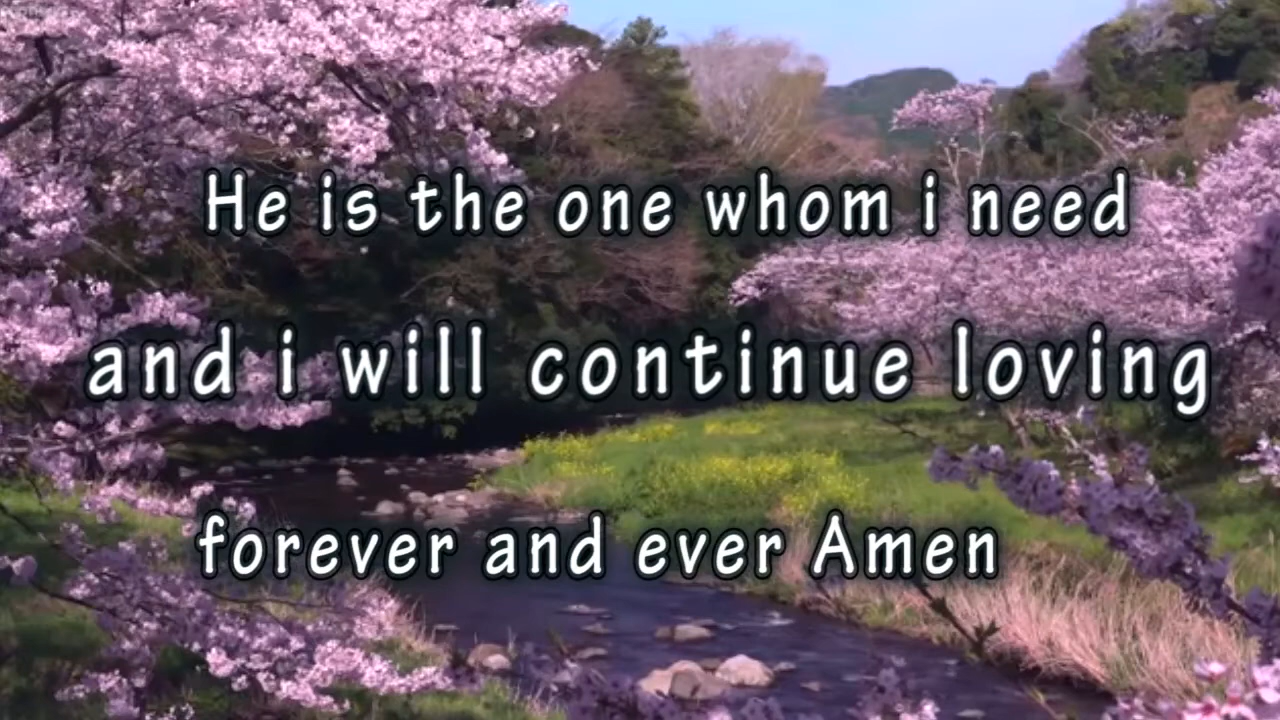 He is the one whom i need
and i will continue loving
forever and ever Amen